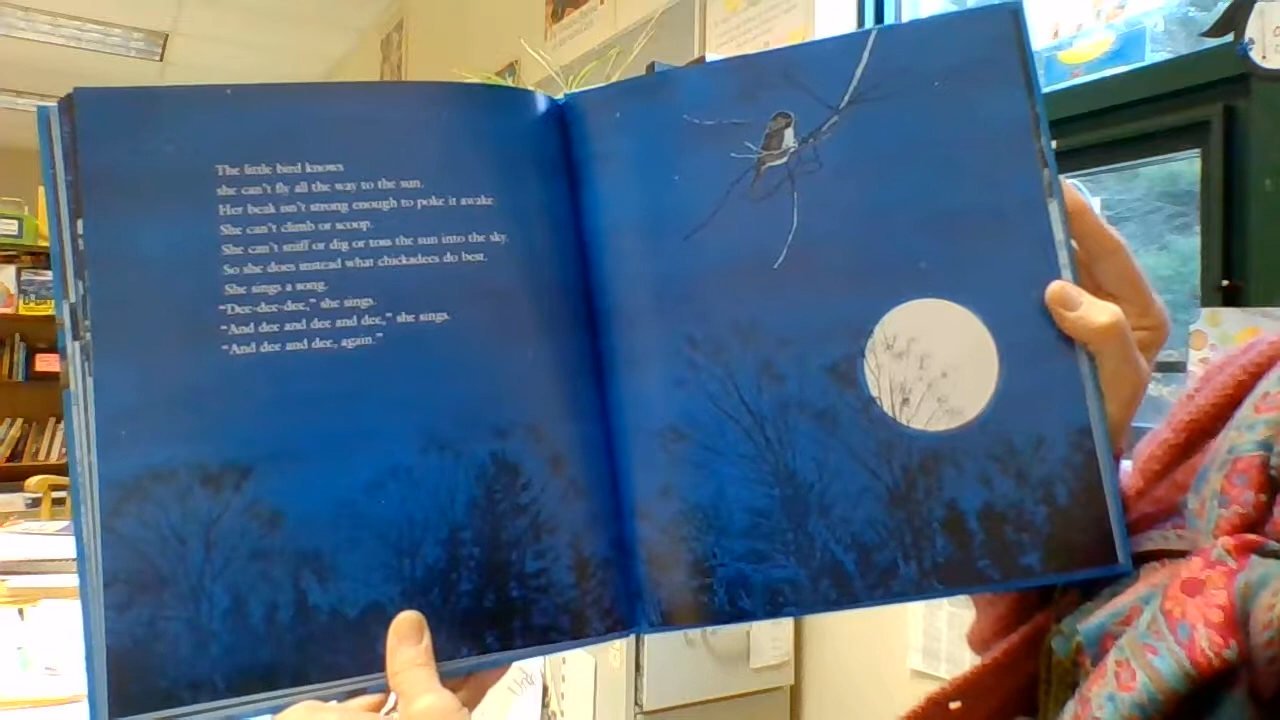 The little bird knows
she can't fly all the way to the sun.
Her beak isn't strong enough to poke it awake
She can't climb or scoop.
She can't sniff or dig or toss the sun into the sky.
So she does instead what chickadees do best.
She sings a song.
"Dee-dee-dee," she sings.
"And dee and dee and dee," she sings.
"And dee and dee, again."